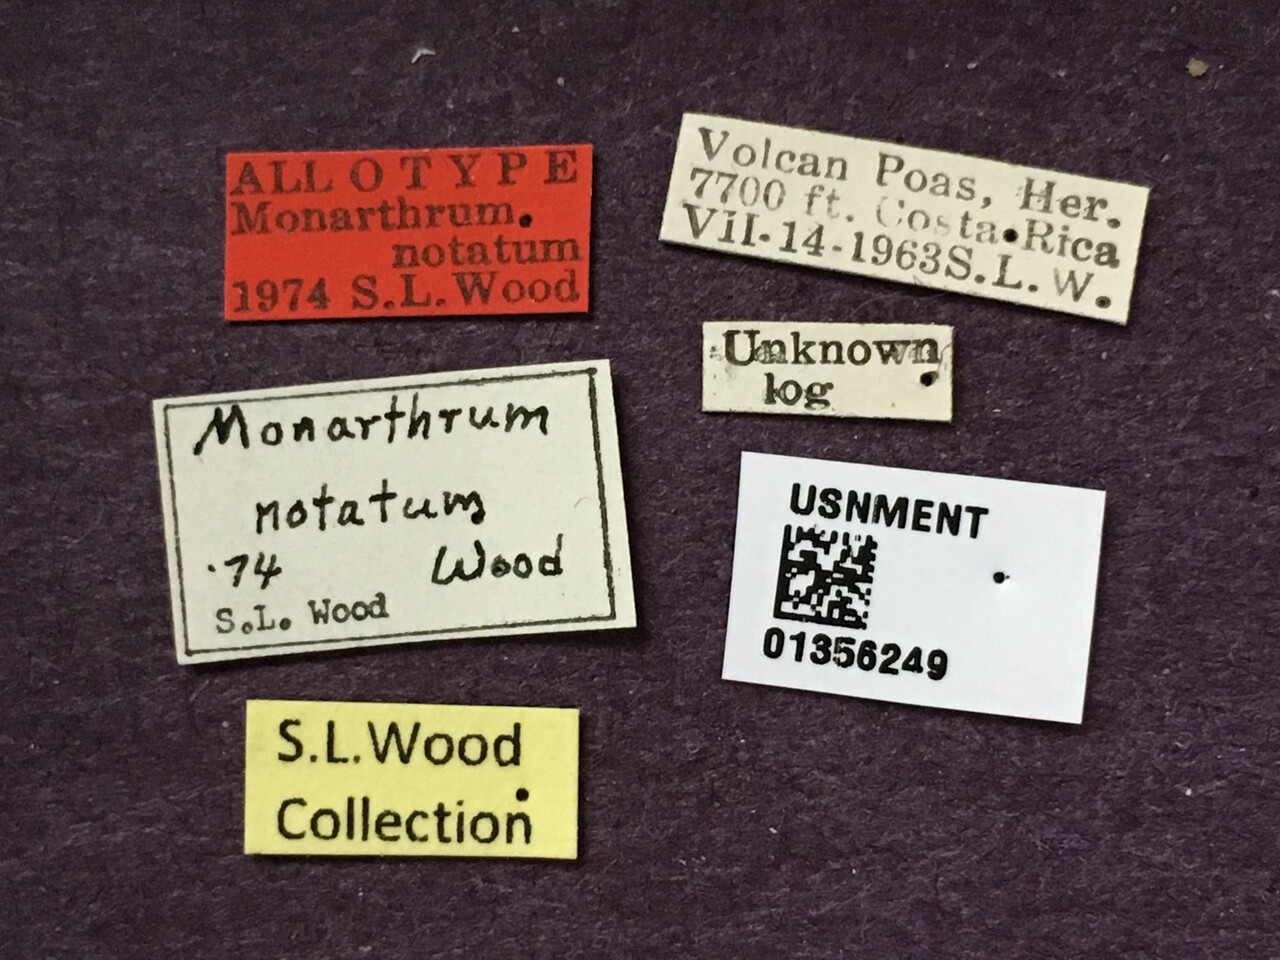 ALLOTYPE
Monarthrum.
notatum
1974 S.L.Wood
Volcan Poas, Her.
7700 ft. Costa Rica
VII-14-1963S.L.W.
Unknown
log
Monarthrum
notatum
'74 Wood
S.L. Wood
USNMENT
01356249
S.L.Wood
Collection